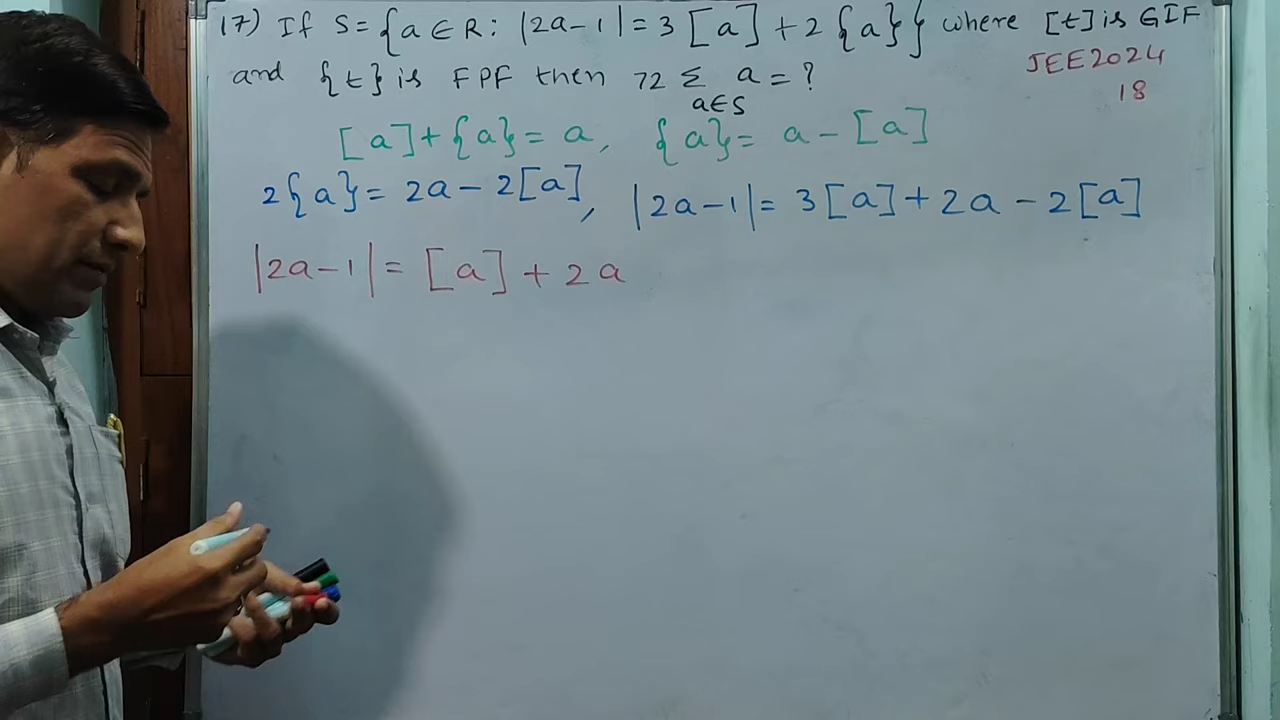 17) If S = {a ∈ R : |2a-1| = 3[a] + 2{a}} where [t] is GIF
and {t} is FPF then 72 Σ a = ?
a∈S
JEE2024
18
[a] + {a} = a, {a} = a - [a]
2{a} = 2a - 2[a], |2a-1| = 3[a] + 2a - 2[a]
|2a-1| = [a] + 2a